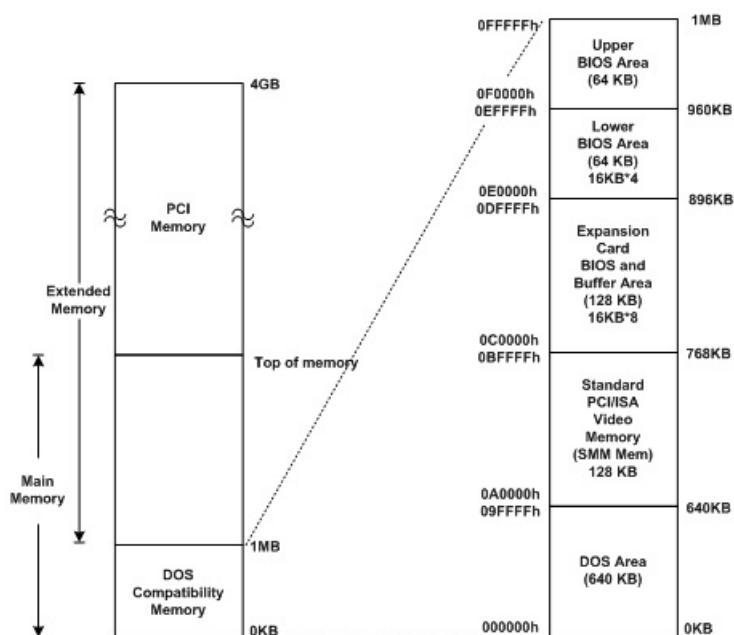 4GB
PCI
Memory
Extended
Memory
Top of memory
Main
Memory
1MB
DOS
Compatibility
Memory
0KB
0FFFFFh
1MB
Upper
BIOS Area
(64 KB)
0F0000h
0EFFFFh
960KB
Lower
BIOS Area
(64 KB)
16KB*4
0E0000h
0DFFFFh
896KB
Expansion
Card
BIOS and
Buffer Area
(128 KB)
16KB*8
0C0000h
0BFFFFh
768KB
Standard
PCI/ISA
Video
Memory
(SMM Mem)
128 KB
0A0000h
09FFFFh
640KB
DOS Area
(640 KB)
000000h
0KB